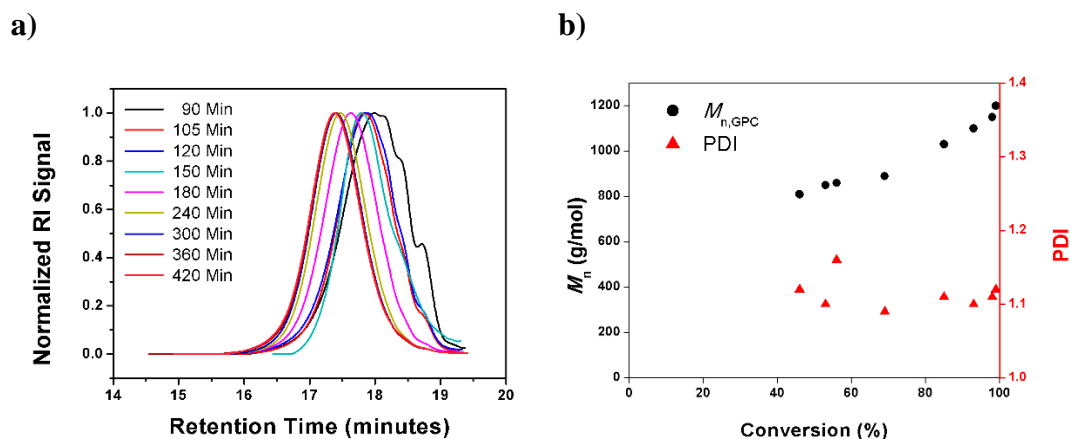 a)
Normalized RI Signal
1.0
0.8
0.6
0.4
0.2
0.0
90 Min
105 Min
120 Min
150 Min
180 Min
240 Min
300 Min
360 Min
420 Min
14 15 16 17 18 19 20
Retention Time (minutes)
b)
Mn (g/mol)
1200
1000
800
600
400
200
0
Mn,GPC
PDI
1.4
1.3
1.2
1.1
1.0
PDI
0 20 40 60 80 100
Conversion (%)